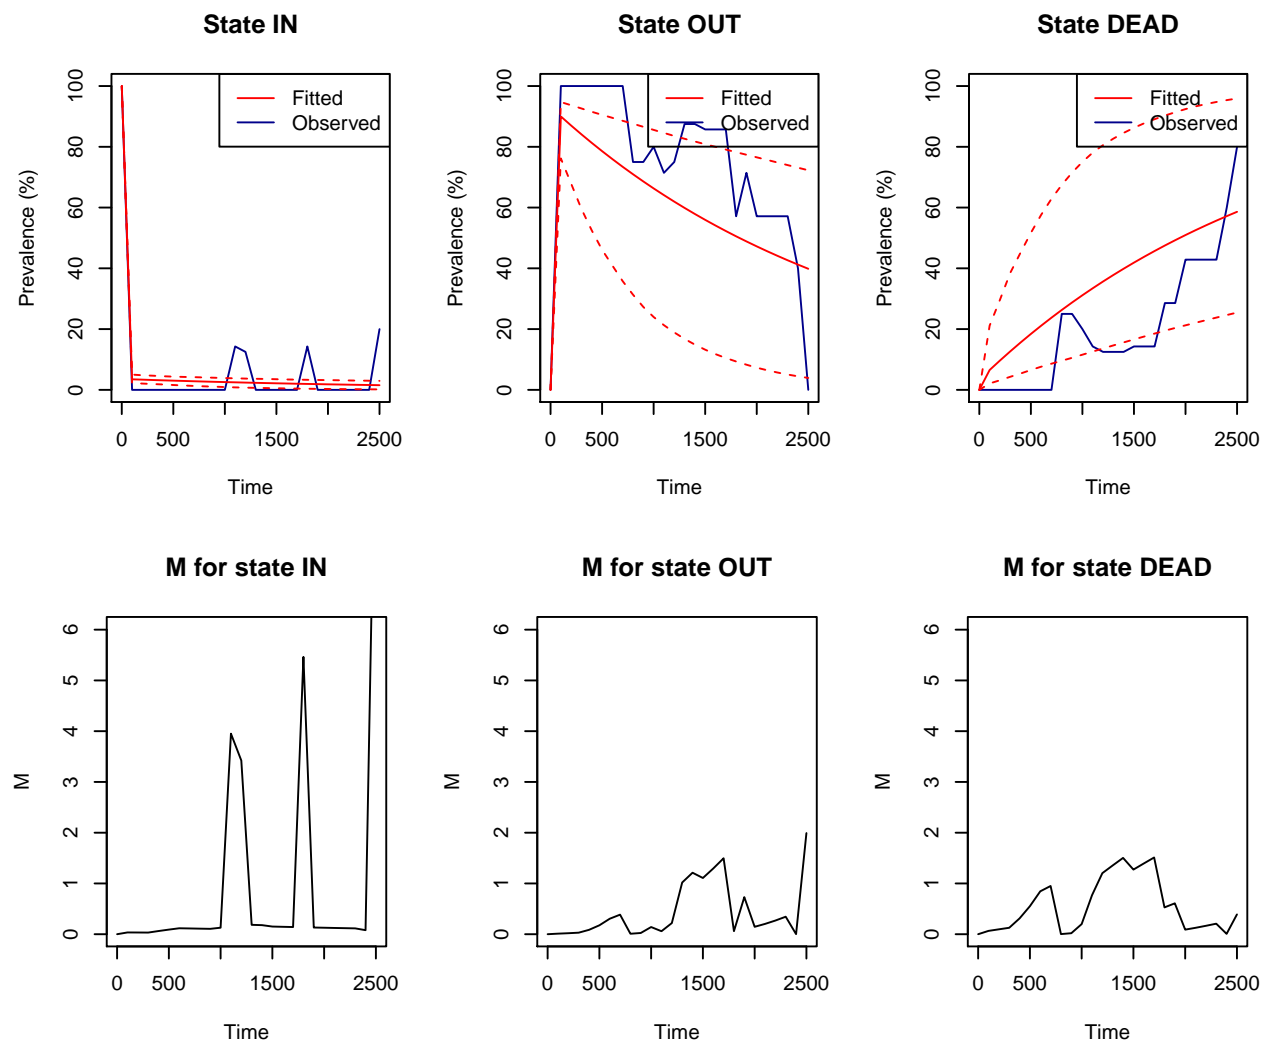 State IN
Prevalence (%)
100
80
60
40
20
0
Fitted
Observed
0 500 1500 2500
Time
State OUT
Prevalence (%)
100
80
60
40
20
0
Fitted
Observed
0 500 1500 2500
Time
State DEAD
Prevalence (%)
100
80
60
40
20
0
Fitted
Observed
0 500 1500 2500
Time
M for state IN
M
6
5
4
3
2
1
0
0 500 1500 2500
Time
M for state OUT
M
6
5
4
3
2
1
0
0 500 1500 2500
Time
M for state DEAD
M
6
5
4
3
2
1
0
0 500 1500 2500
Time